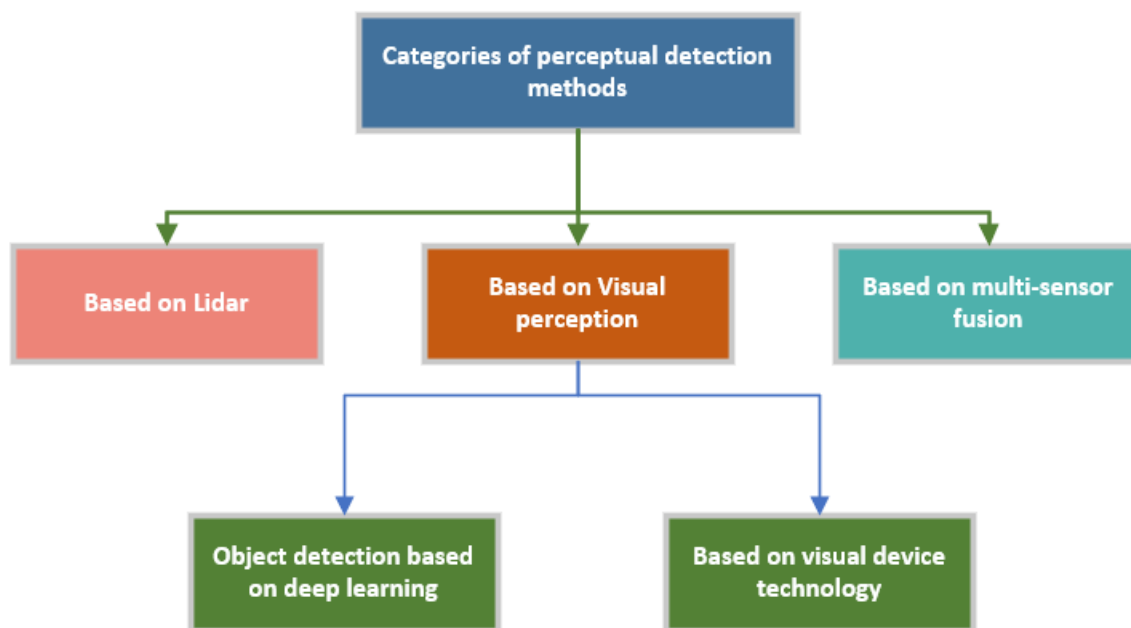 Categories of perceptual detection
methods
Based on Lidar
Based on Visual
perception
Based on multi-sensor
fusion
Object detection based
on deep learning
Based on visual device
technology